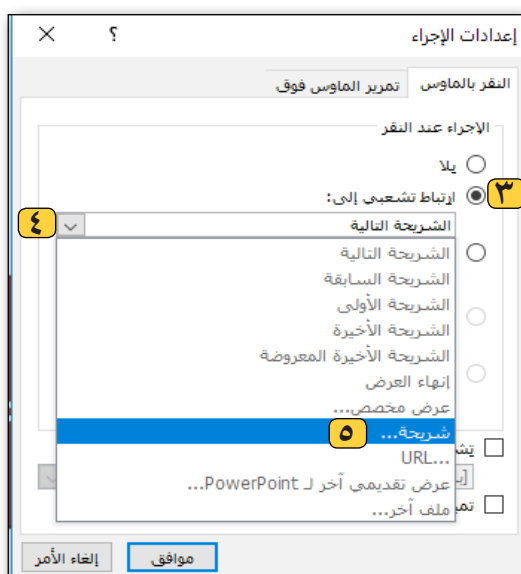 إعدادات الإجراء ؟ ×
النقر بالماوس تمرير الماوس فوق
الإجراء عند النقر
بلا
٣ ارتباط تشعبي إلى:
٤ الشريحة التالية
الشريحة التالية
الشريحة السابقة
الشريحة الأولى
الشريحة الأخيرة
الشريحة الأخيرة المعروضة
إنهاء العرض
عرض مخصص...
شريحة... ٥
URL...
عرض تقديمي آخر لـ PowerPoint...
ملف آخر...
موافق إلغاء الأمر